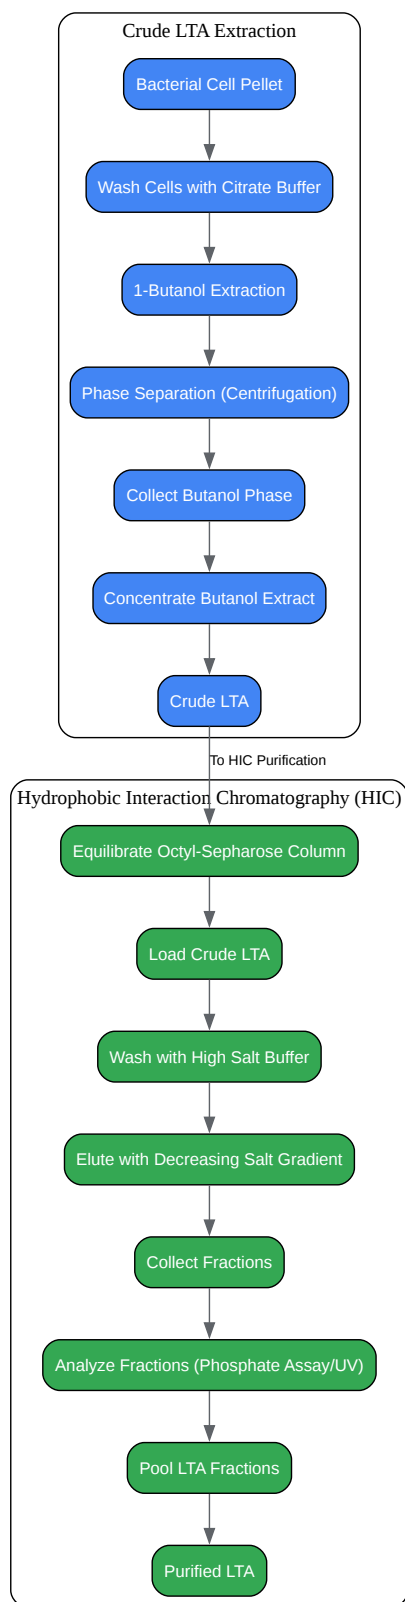 Crude LTA Extraction
Bacterial Cell Pellet
Wash Cells with Citrate Buffer
1-Butanol Extraction
Phase Separation (Centrifugation)
Collect Butanol Phase
Concentrate Butanol Extract
Crude LTA
To HIC Purification
Hydrophobic Interaction Chromatography (HIC)
Equilibrate Octyl-Sepharose Column
Load Crude LTA
Wash with High Salt Buffer
Elute with Decreasing Salt Gradient
Collect Fractions
Analyze Fractions (Phosphate Assay/UV)
Pool LTA Fractions
Purified LTA